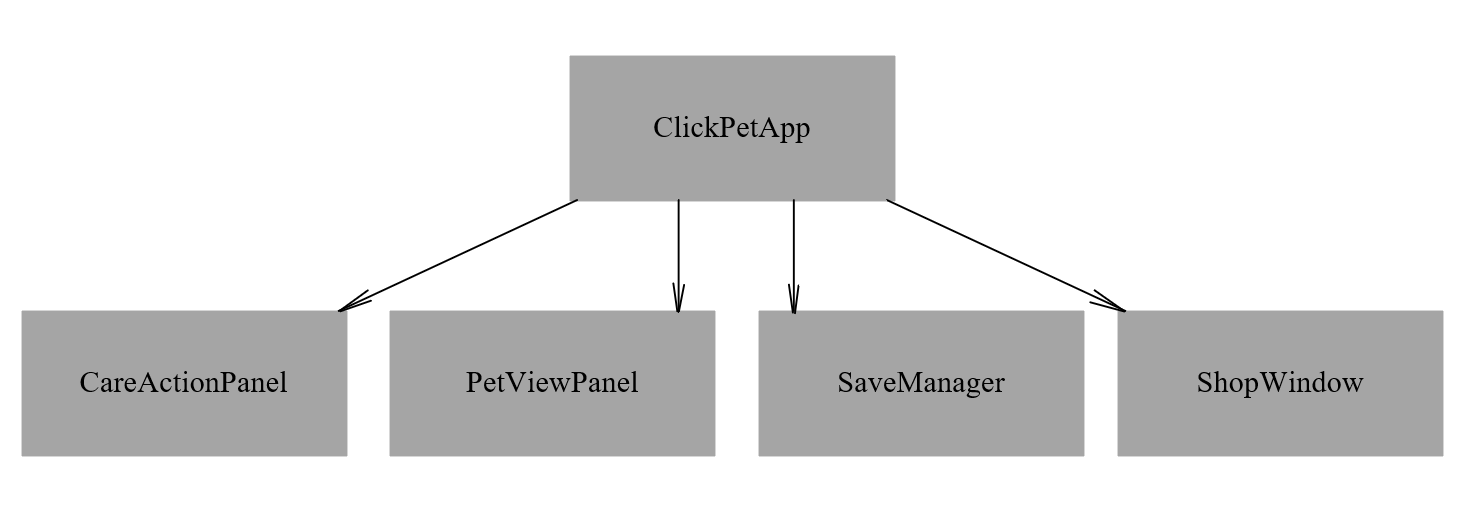 ClickPetApp
CareActionPanel
PetViewPanel
SaveManager
ShopWindow